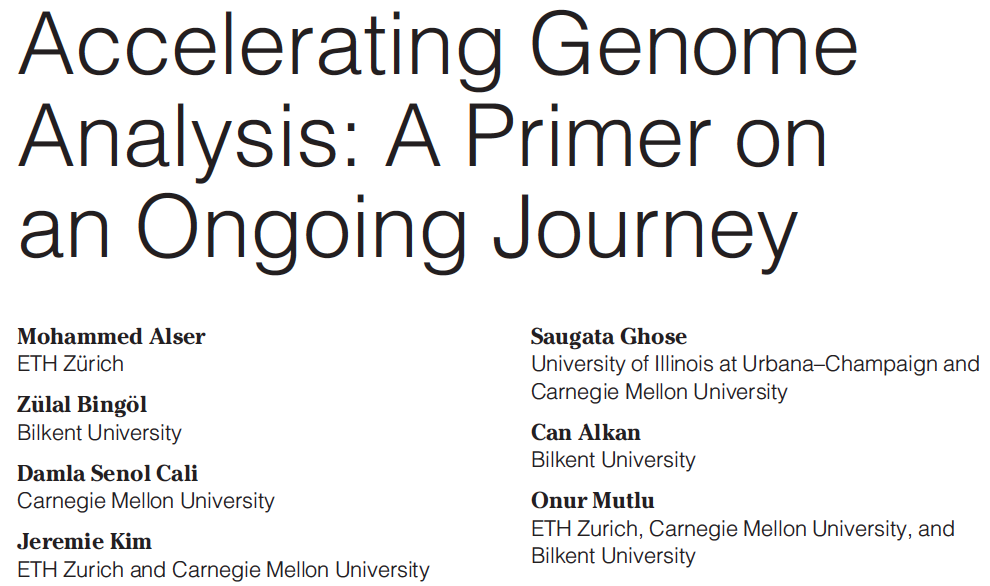 Accelerating Genome
Analysis: A Primer on
an Ongoing Journey
Mohammed Alser
ETH Zürich
Zülal Bingöl
Bilkent University
Damla Senol Cali
Carnegie Mellon University
Jeremie Kim
ETH Zurich and Carnegie Mellon University
Saugata Ghose
University of Illinois at Urbana–Champaign and
Carnegie Mellon University
Can Alkan
Bilkent University
Onur Mutlu
ETH Zurich, Carnegie Mellon University, and
Bilkent University